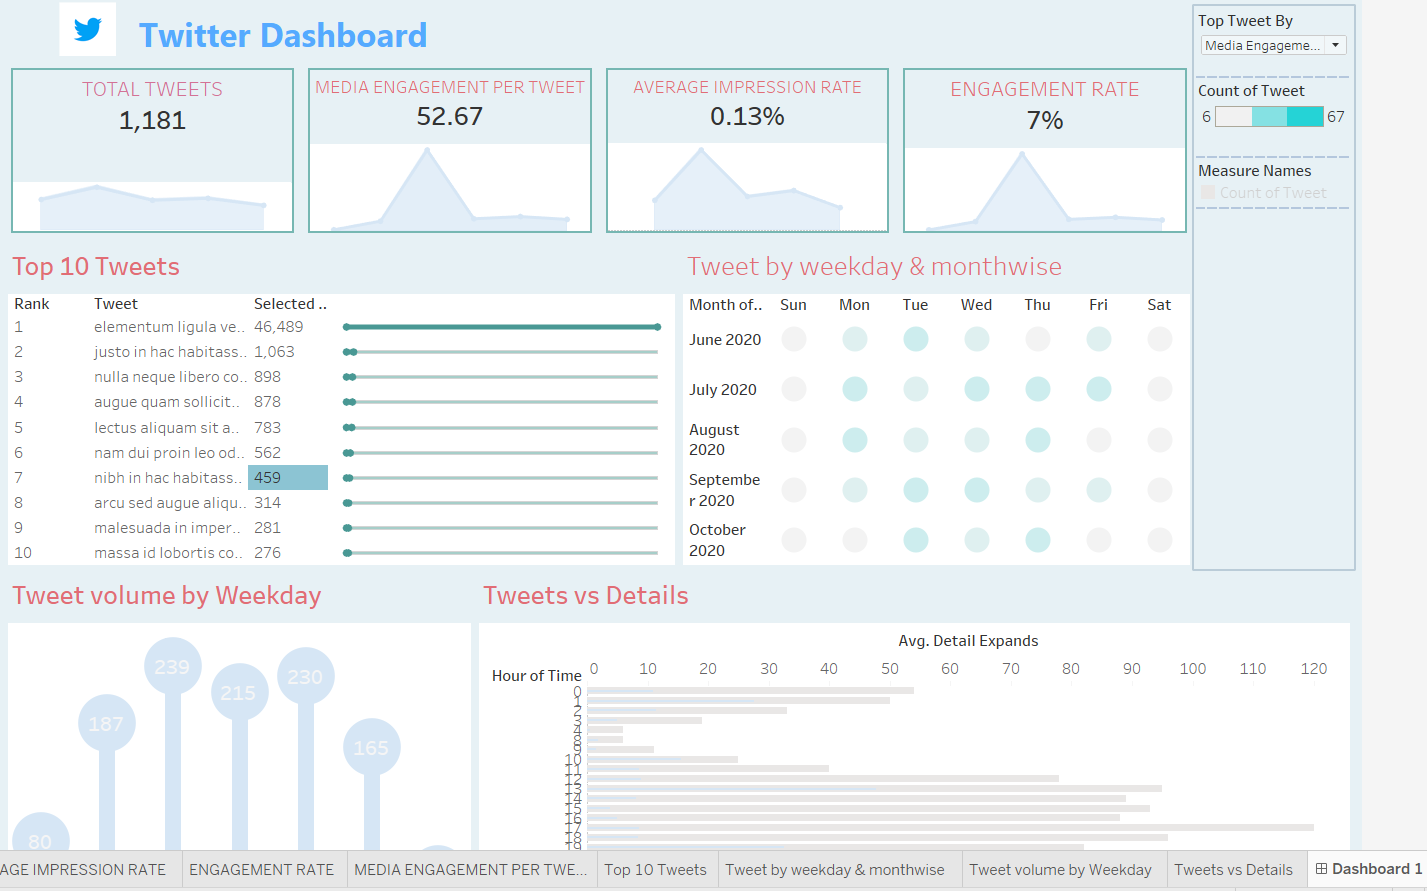 Twitter Dashboard
Top Tweet By
Media Engageme...
Count of Tweet
6 67
Measure Names
Count of Tweet
TOTAL TWEETS
1,181
MEDIA ENGAGEMENT PER TWEET
52.67
AVERAGE IMPRESSION RATE
0.13%
ENGAGEMENT RATE
7%
Top 10 Tweets
Rank Tweet Selected ..
1 elementum ligula ve.. 46,489
2 justo in hac habitass.. 1,063
3 nulla neque libero co.. 898
4 augue quam sollicit.. 878
5 lectus aliquam sit a.. 783
6 nam dui proin leo od.. 562
7 nibh in hac habitass.. 459
8 arcu sed augue aliqu.. 314
9 malesuada in imper.. 281
10 massa id lobortis co.. 276
Tweet by weekday & monthwise
Month of.. Sun Mon Tue Wed Thu Fri Sat
June 2020
July 2020
August
2020
Septembe
r 2020
October
2020
Tweet volume by Weekday
80
187
239
215
230
165
Tweets vs Details
Avg. Detail Expands
Hour of Time 0 10 20 30 40 50 60 70 80 90 100 110 120
0
1
2
3
4
8
9
10
11
12
13
14
15
16
17
18
19
AGE IMPRESSION RATE ENGAGEMENT RATE MEDIA ENGAGEMENT PER TWE... Top 10 Tweets Tweet by weekday & monthwise Tweet volume by Weekday Tweets vs Details Dashboard 1